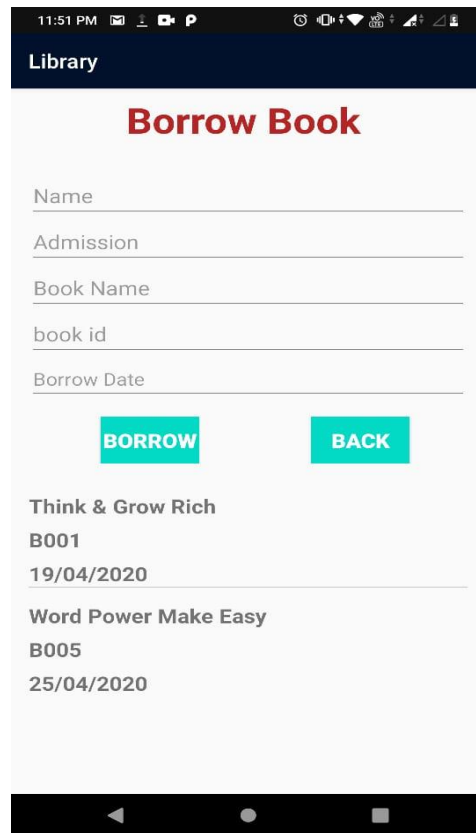 11:51 PM
Library
Borrow Book
Name
Admission
Book Name
book id
Borrow Date
BORROW
BACK
Think & Grow Rich
B001
19/04/2020
Word Power Make Easy
B005
25/04/2020